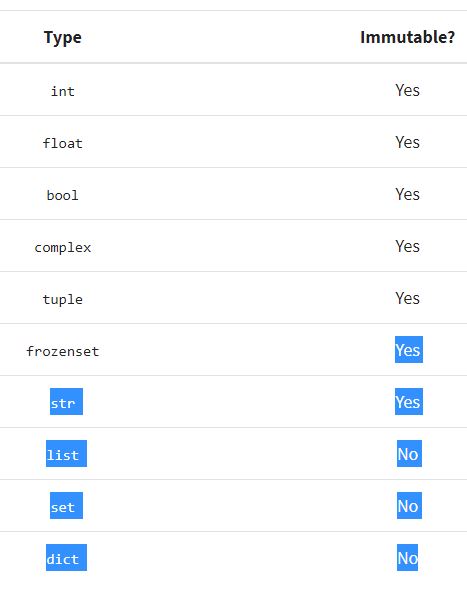 Type Immutable?
int Yes
float Yes
bool Yes
complex Yes
tuple Yes
frozenset Yes
str Yes
list No
set No
dict No